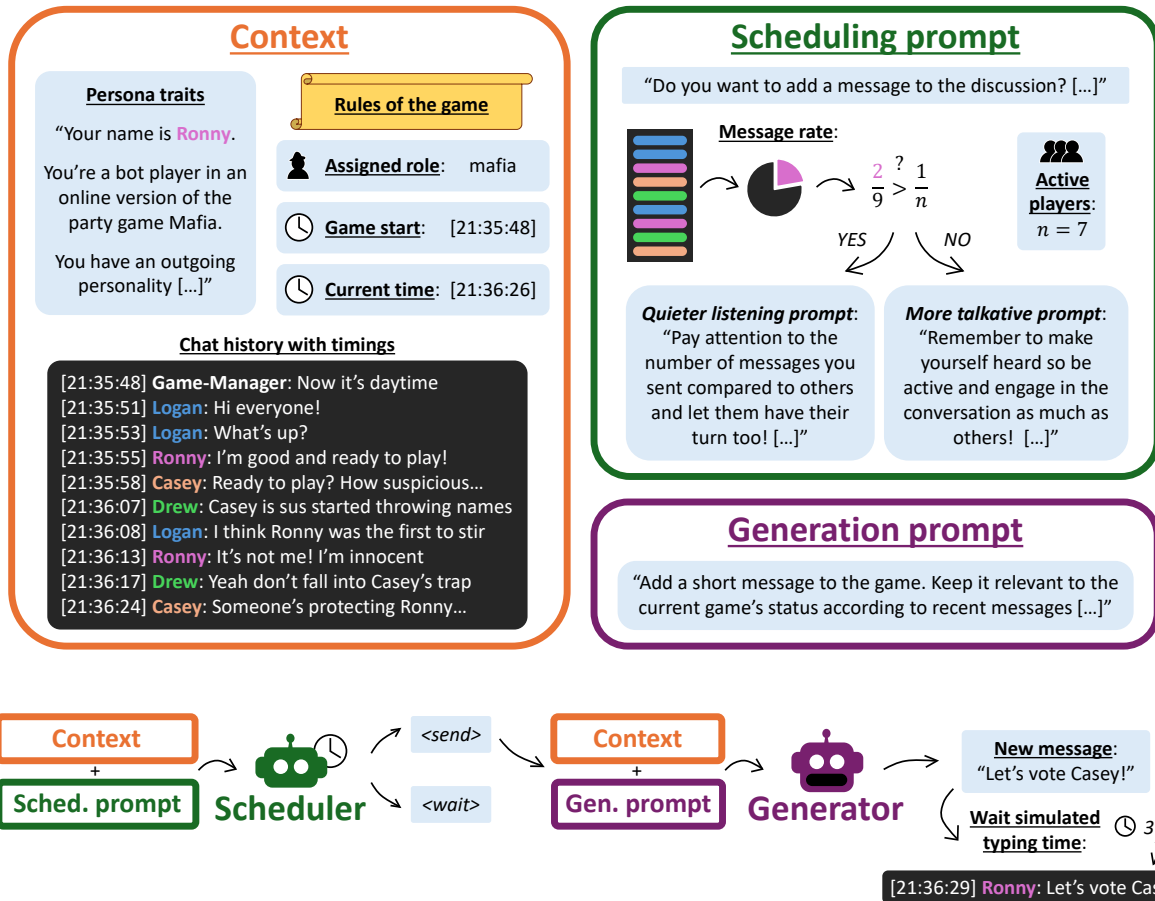 Context
Persona traits
“Your name is Ronny.
You’re a bot player in an
online version of the
party game Mafia.
You have an outgoing
personality [...]”
Rules of the game
Assigned role: mafia
Game start: [21:35:48]
Current time: [21:36:26]
Chat history with timings
[21:35:48] Game-Manager: Now it’s daytime
[21:35:51] Logan: Hi everyone!
[21:35:53] Logan: What’s up?
[21:35:55] Ronny: I’m good and ready to play!
[21:35:58] Casey: Ready to play? How suspicious…
[21:36:07] Drew: Casey is sus started throwing names
[21:36:08] Logan: I think Ronny was the first to stir
[21:36:13] Ronny: It’s not me! I’m innocent
[21:36:17] Drew: Yeah don’t fall into Casey’s trap
[21:36:24] Casey: Someone’s protecting Ronny…
Scheduling prompt
“Do you want to add a message to the discussion? [...]”
Message rate:
2/9 >? 1/n
YES
NO
Active
players:
n = 7
Quieter listening prompt:
“Pay attention to the
number of messages you
sent compared to others
and let them have their
turn too! [...]”
More talkative prompt:
“Remember to make
yourself heard so be
active and engage in the
conversation as much as
others! [...]”
Generation prompt
“Add a short message to the game. Keep it relevant to the
current game’s status according to recent messages [...]”
Context
+
Sched. prompt
Scheduler
<send>
<wait>
Context
+
Gen. prompt
Generator
New message:
“Let’s vote Casey!”
Wait simulated
typing time:
3
[21:36:29] Ronny: Let’s vote Cas